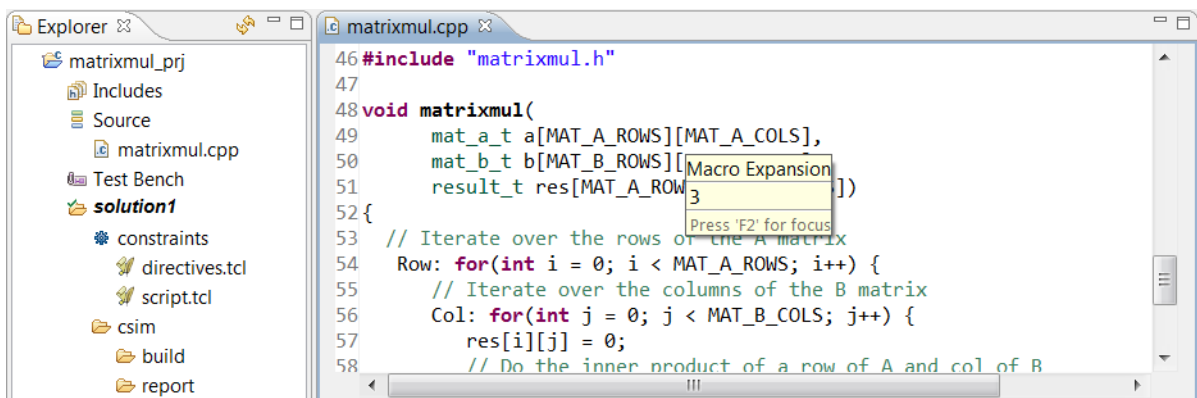 Explorer
matrixmul_prj
Includes
Source
matrixmul.cpp
Test Bench
solution1
constraints
directives.tcl
script.tcl
csim
build
report
matrixmul.cpp
46 #include "matrixmul.h"
47
48 void matrixmul(
49 mat_a_t a[MAT_A_ROWS][MAT_A_COLS],
50 mat_b_t b[MAT_B_ROWS][
51 result_t res[MAT_A_ROW ])
52 {
53 // Iterate over the rows of the A matrix
54 Row: for(int i = 0; i < MAT_A_ROWS; i++) {
55 // Iterate over the columns of the B matrix
56 Col: for(int j = 0; j < MAT_B_COLS; j++) {
57 res[i][j] = 0;
58 // Do the inner product of a row of A and col of B
Macro Expansion
3
Press 'F2' for focus